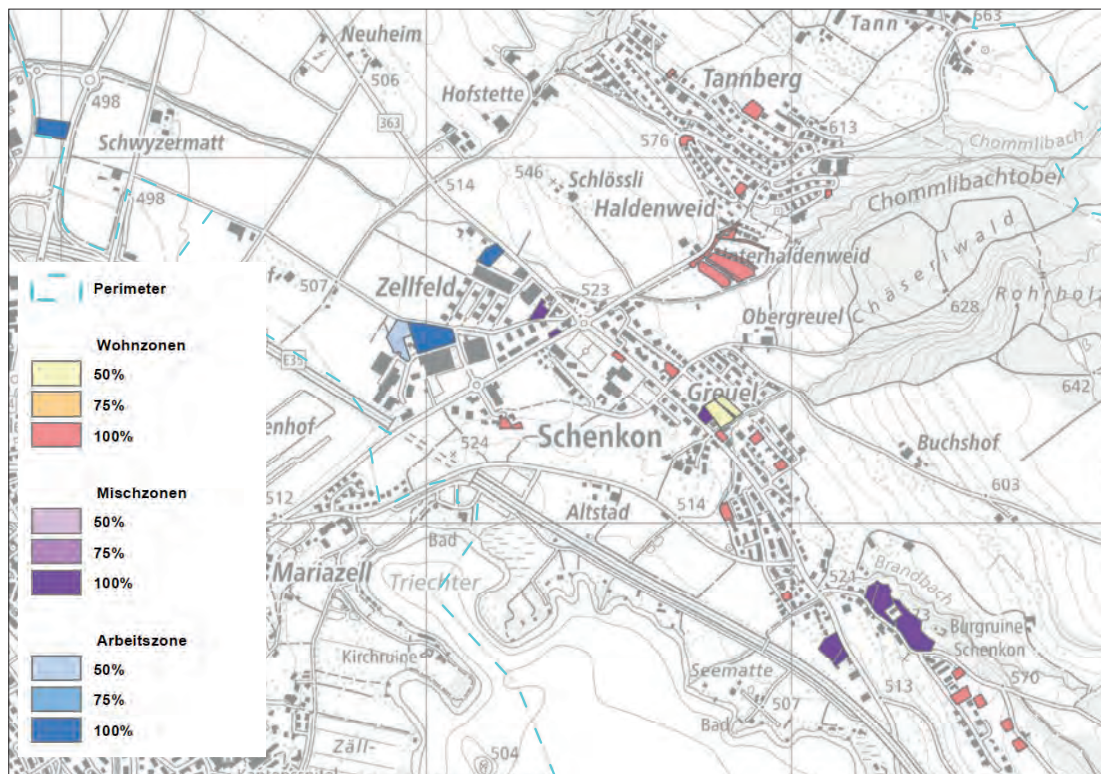 Neuheim
506
Hofstette
363
498
Schwyzermatt
498
514
546
Schlössli
Haldenweid
Tannberg
576
613
Tann
663
Chommlibach
Chommlibachtobel
Unterhaldenweid
Chäseriwald
628
Rohrholz
642
Obergreuel
Zellfeld
507
523
E35
524
Schenkon
Greuel
Buchshof
603
512
Altstad
514
Bad
Mariazell
Triechter
Kirchruine
Seematte
507
Bad
504
Zäll-
521
Brandbach
Burgruine
Schenkon
513
570
Perimeter
Wohnzonen
50%
75%
100%
Mischzonen
50%
75%
100%
Arbeitszone
50%
75%
100%